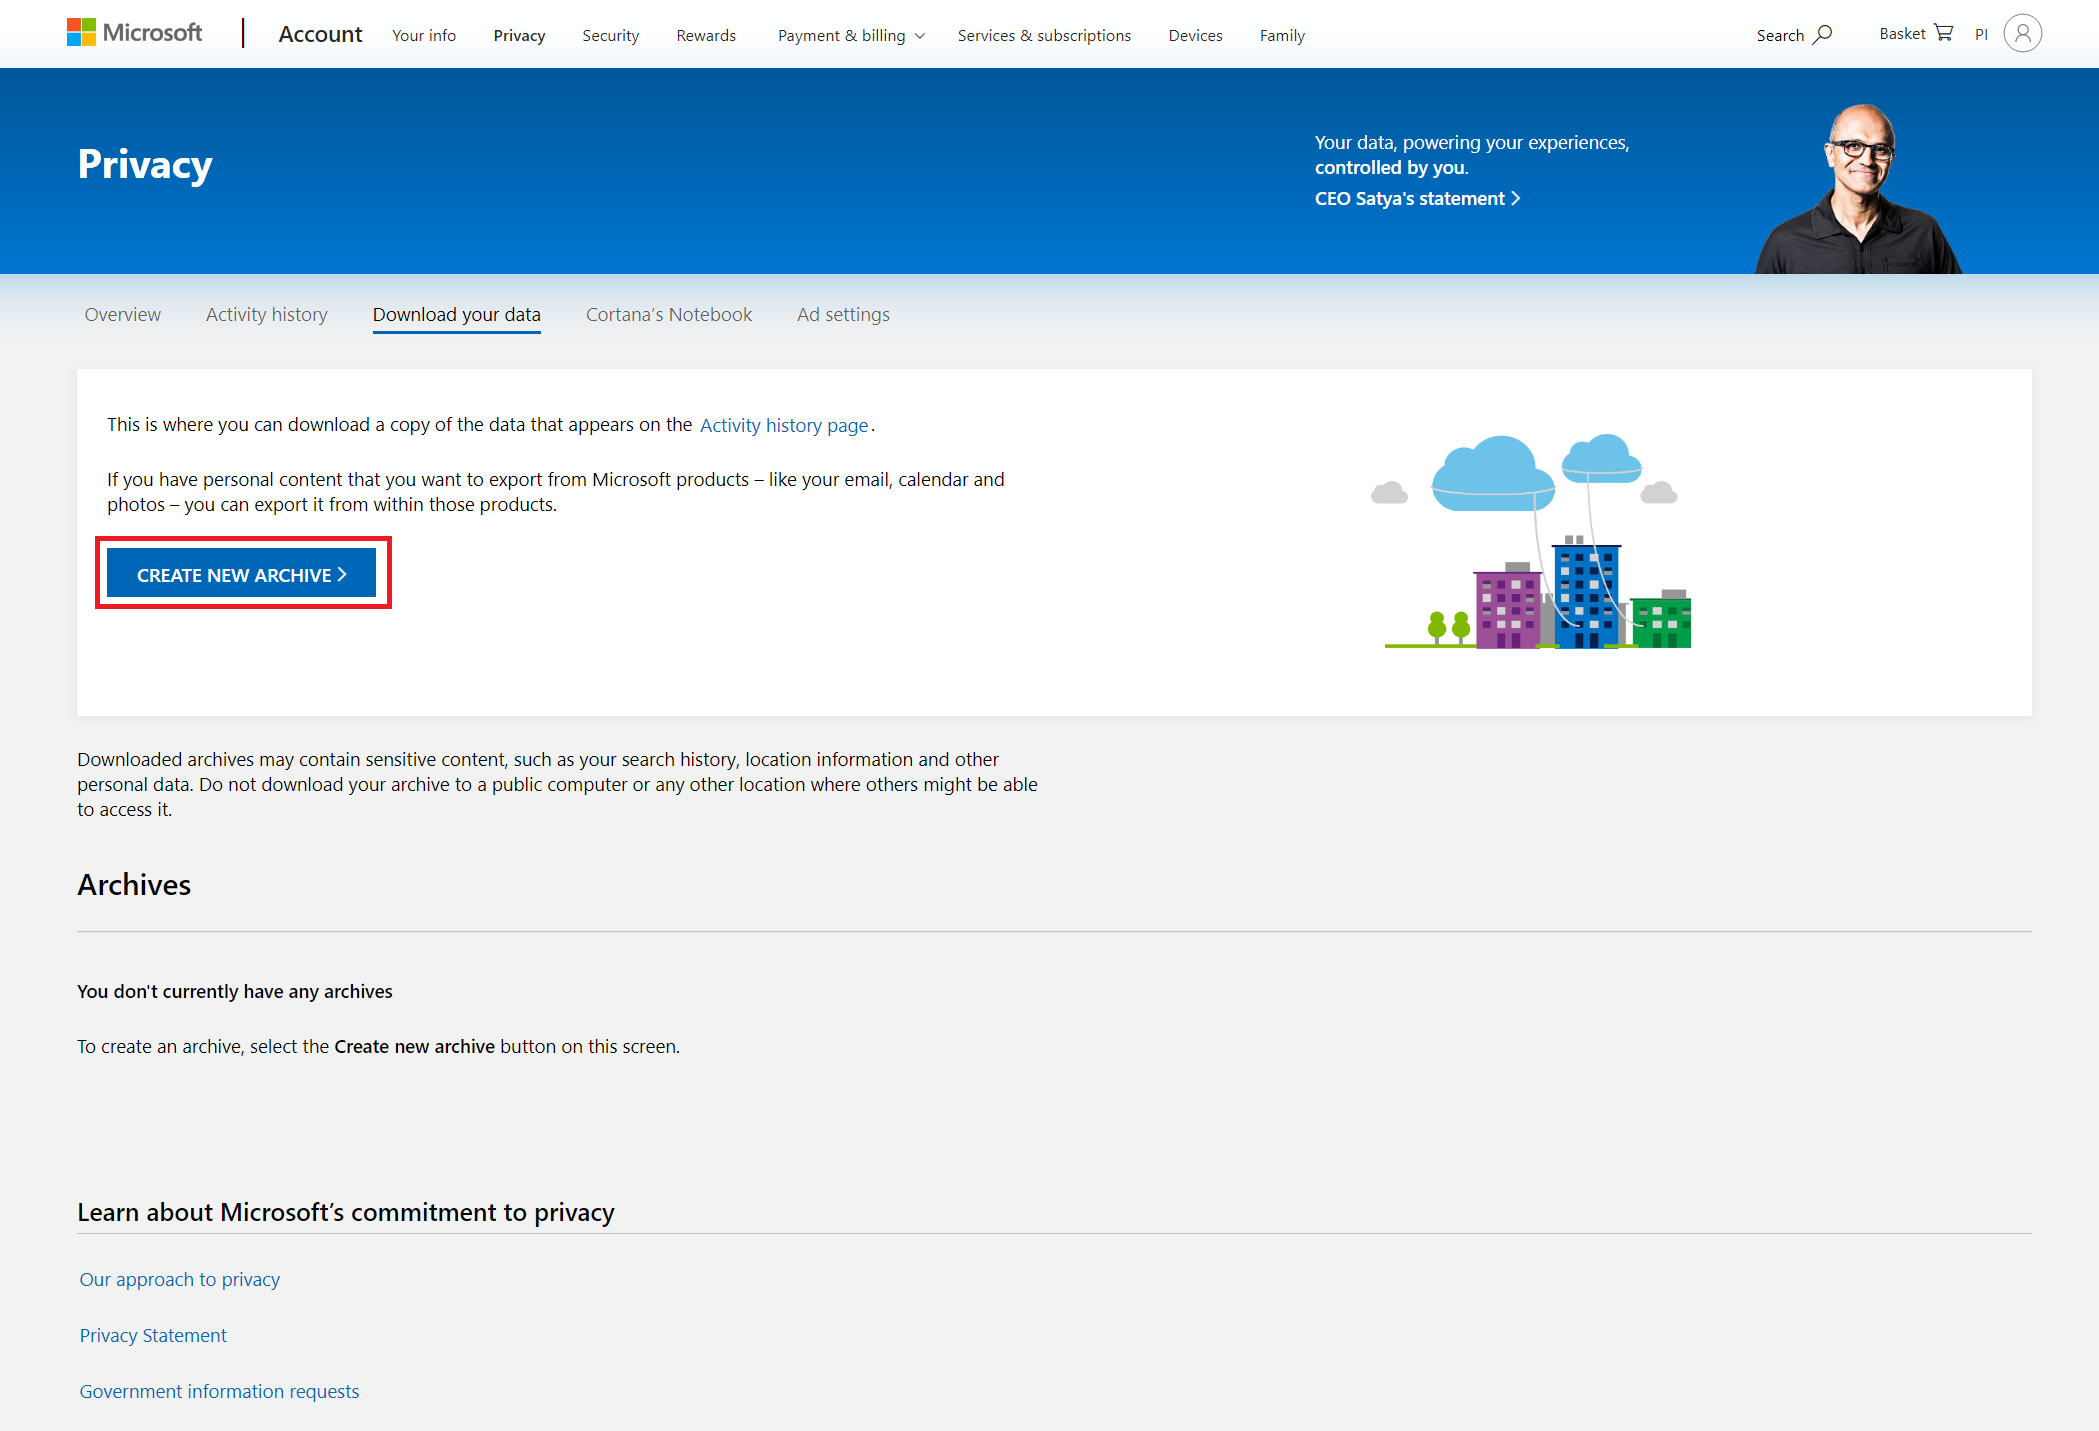 Microsoft
Account
Your info
Privacy
Security
Rewards
Payment & billing
Services & subscriptions
Devices
Family
Search
Basket
PI
Privacy
Your data, powering your experiences,
controlled by you.
CEO Satya's statement
Overview
Activity history
Download your data
Cortana's Notebook
Ad settings
This is where you can download a copy of the data that appears on the Activity history page.
If you have personal content that you want to export from Microsoft products – like your email, calendar and
photos – you can export it from within those products.
CREATE NEW ARCHIVE
Downloaded archives may contain sensitive content, such as your search history, location information and other
personal data. Do not download your archive to a public computer or any other location where others might be able
to access it.
Archives
You don't currently have any archives
To create an archive, select the Create new archive button on this screen.
Learn about Microsoft’s commitment to privacy
Our approach to privacy
Privacy Statement
Government information requests